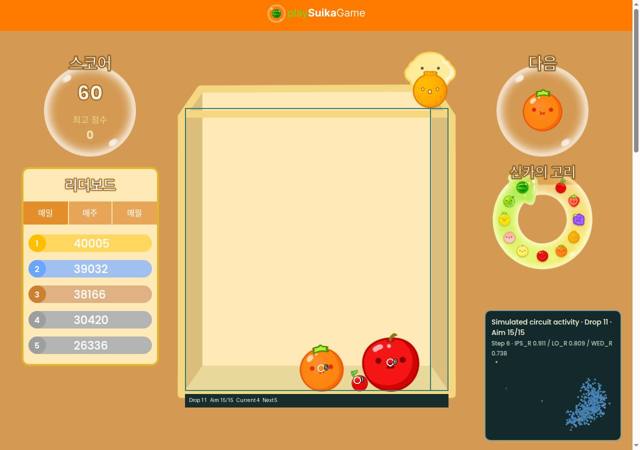 playSuikaGame
스코어
60
최고 점수
0
다음
신카의 고리
리더보드
매일 매주 매월
1 40005
2 39032
3 38166
4 30420
5 26336
Simulated circuit activity · Drop 11 ·
Aim 15/15
Step 6 · IPS_R 0.911 / LO_R 0.809 / WED_R
0.738
Drop 11 Aim 15/15 Current 4 Next 5